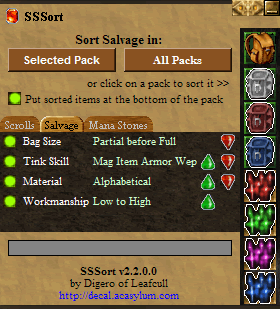 SSSort
Sort Salvage in:
Selected Pack All Packs
or click on a pack to sort it >>
Put sorted items at the bottom of the pack
Scrolls Salvage Mana Stones
Bag Size Partial before Full
Tink Skill Mag Item Armor Wep
Material Alphabetical
Workmanship Low to High
SSSort v2.2.0.0
by Digero of Leafcull
http://decal.acasylum.com